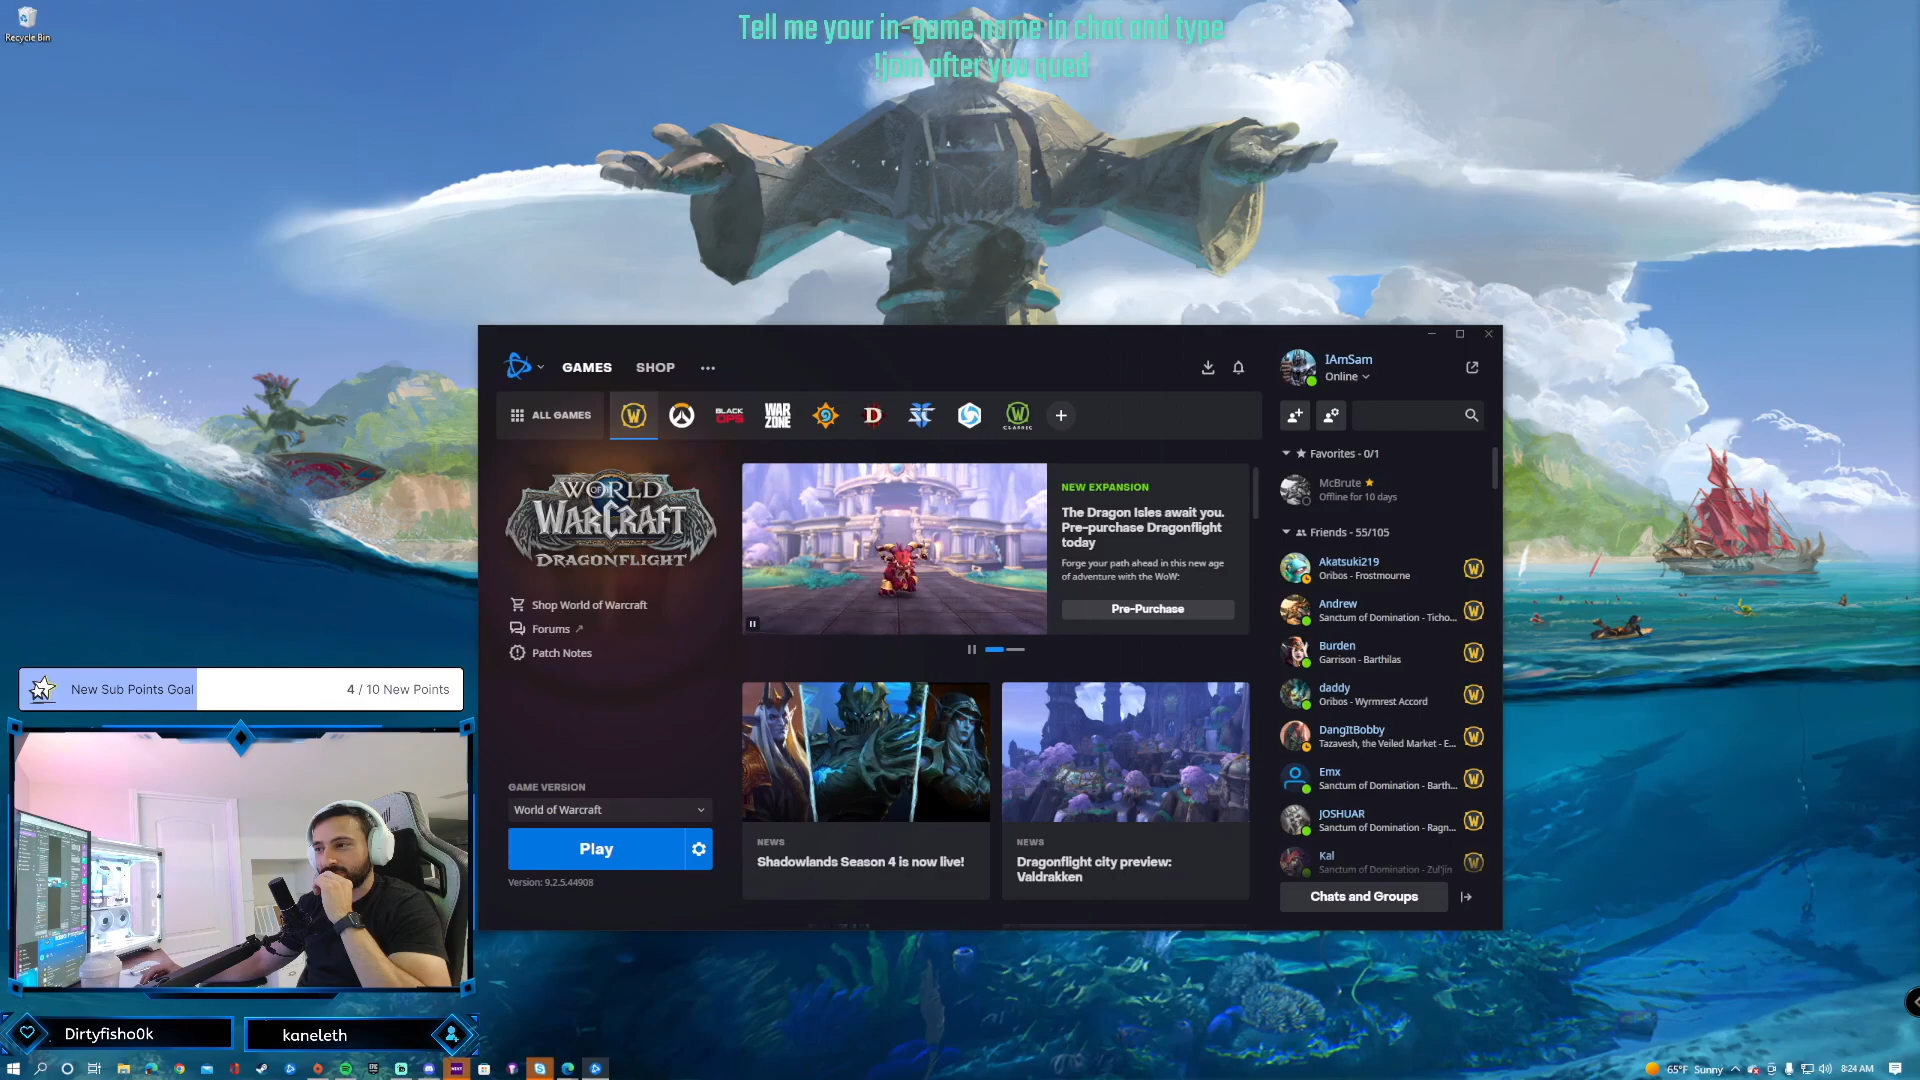 Recycle Bin
Tell me your in-game name in chat and type
!join after you qued
GAMES
SHOP
IAmSam
Online
ALL GAMES
BLACK
OPS
WAR
ZONE
CLASSIC
Favorites - 0/1
McBrute
Offline for 10 days
Friends - 55/105
Akatsuki219
Oribos - Frostmourne
Andrew
Sanctum of Domination - Ticho...
Burden
Garrison - Barthilas
daddy
Oribos - Wyrmrest Accord
DangItBobby
Tazavesh, the Veiled Market - E...
Emx
Sanctum of Domination - Barth...
JOSHUAR
Sanctum of Domination - Ragn...
Kal
Sanctum of Domination - Zul'jin
Chats and Groups
WORLD OF
WARCRAFT
DRAGONFLIGHT
Shop World of Warcraft
Forums
Patch Notes
GAME VERSION
World of Warcraft
Play
Version: 9.2.5.44908
NEW EXPANSION
The Dragon Isles await you.
Pre-purchase Dragonflight
today
Forge your path ahead in this new age
of adventure with the WoW:
Pre-Purchase
NEWS
Shadowlands Season 4 is now live!
NEWS
Dragonflight city preview:
Valdrakken
New Sub Points Goal
4 / 10 New Points
Dirtyfisho0k
kaneleth
65°F Sunny
8:24 AM